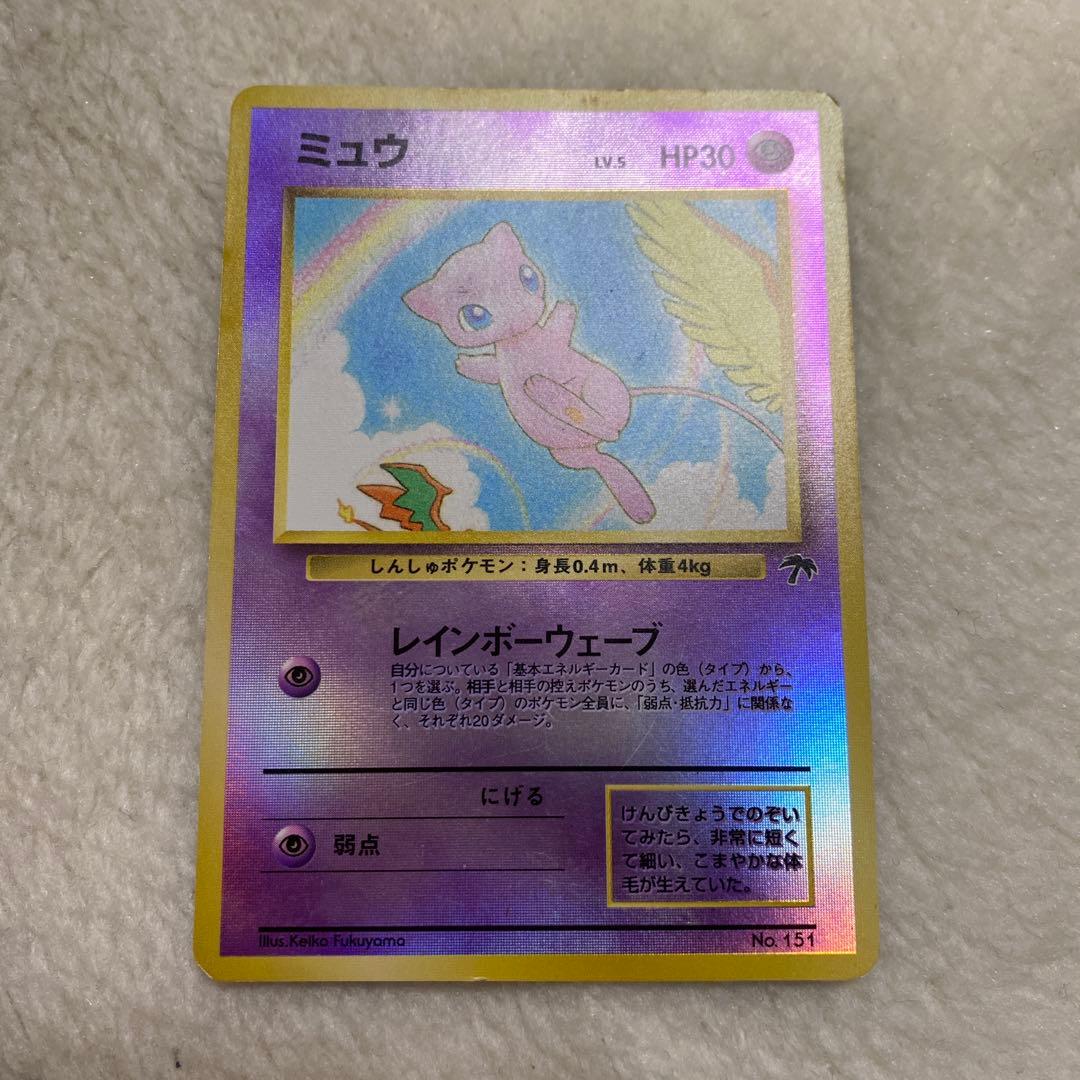 ミュウ LV.5 HP30
しんしゅポケモン：身長0.4m、体重4kg
レインボーウェーブ
自分についている「基本エネルギーカード」の色（タイプ）から、
1つを選ぶ。相手と相手の控えポケモンのうち、選んだエネルギー
と同じ色（タイプ）のポケモン全員に、「弱点・抵抗力」に関係な
く、それぞれ20ダメージ。
にげる
弱点
けんびきょうでのぞい
てみたら、非常に短く
て細い、こまやかな体
毛が生えていた。
Illus.Keiko Fukuyama
No. 151